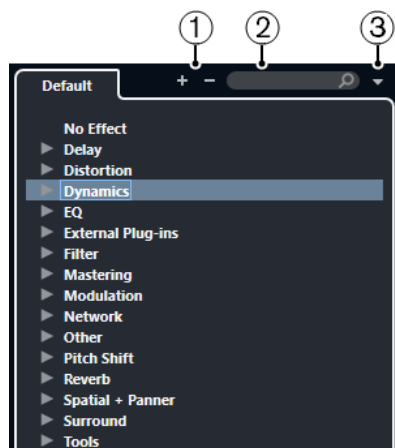 1 2 3
Default + −
No Effect
Delay
Distortion
Dynamics
EQ
External Plug-ins
Filter
Mastering
Modulation
Network
Other
Pitch Shift
Reverb
Spatial + Panner
Surround
Tools